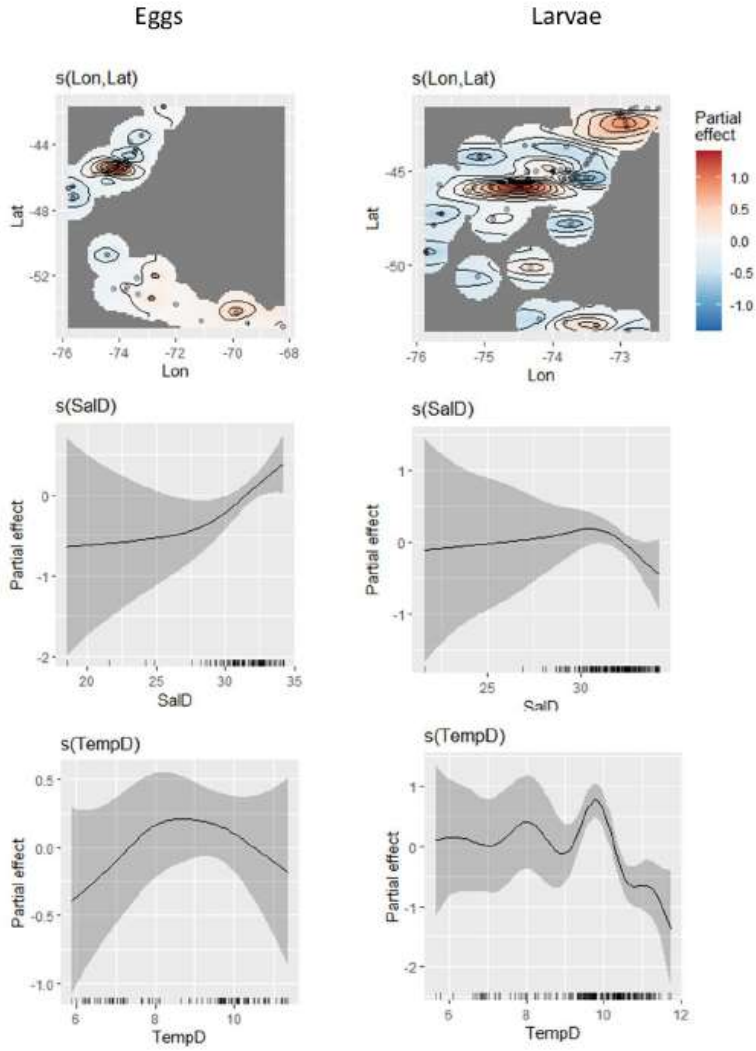 Eggs
Larvae
s(Lon,Lat)
s(Lon,Lat)
Partial
effect
1.0
0.5
0.0
-0.5
-1.0
Lat
-44
-48
-52
-76 -74 -72 -70 -68
Lon
Lat
-45
-50
-76 -75 -74 -73
Lon
s(SalD)
Partial effect
0
-1
-2
20 25 30 35
SalD
s(SalD)
Partial effect
1
0
-1
25 30
SalD
s(TempD)
Partial effect
0.5
0.0
-0.5
-1.0
6 8 10
TempD
s(TempD)
Partial effect
1
0
-1
-2
6 8 10 12
TempD